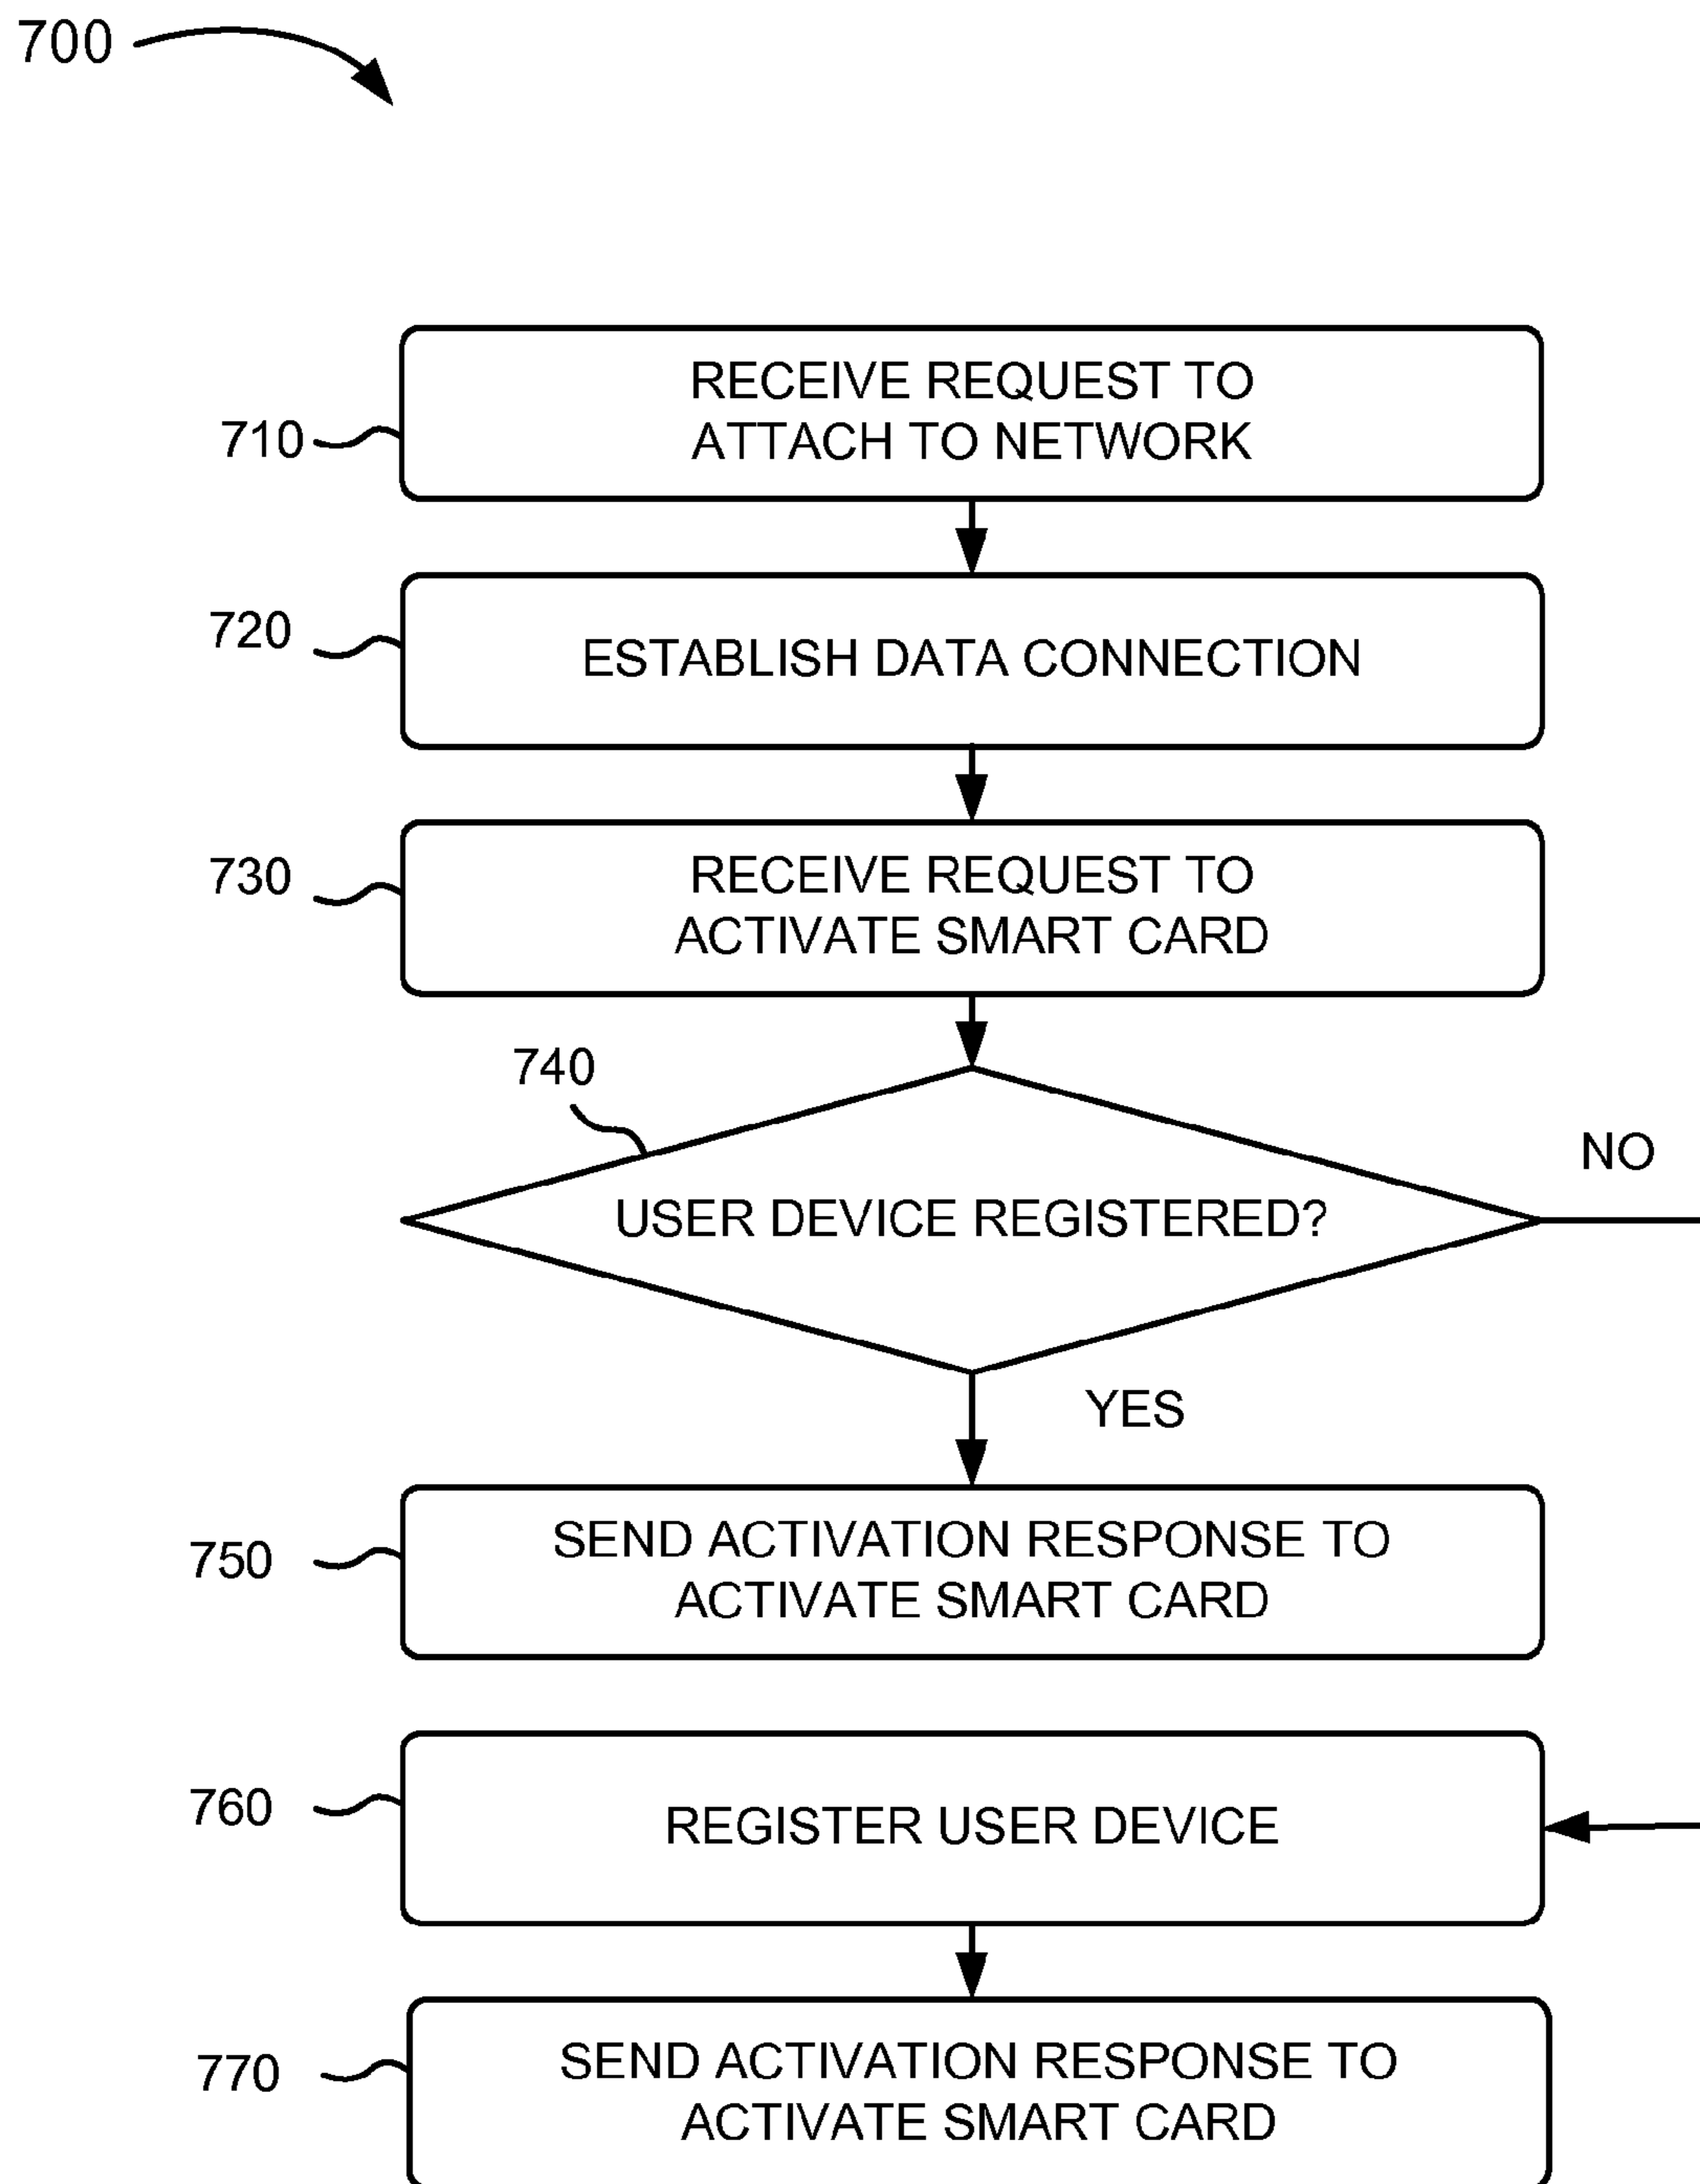 700
RECEIVE REQUEST TO
ATTACH TO NETWORK
710
720
ESTABLISH DATA CONNECTION
730
RECEIVE REQUEST TO
ACTIVATE SMART CARD
740
NO
USER DEVICE REGISTERED?
YES
750
SEND ACTIVATION RESPONSE TO
ACTIVATE SMART CARD
760
REGISTER USER DEVICE
770
SEND ACTIVATION RESPONSE TO
ACTIVATE SMART CARD